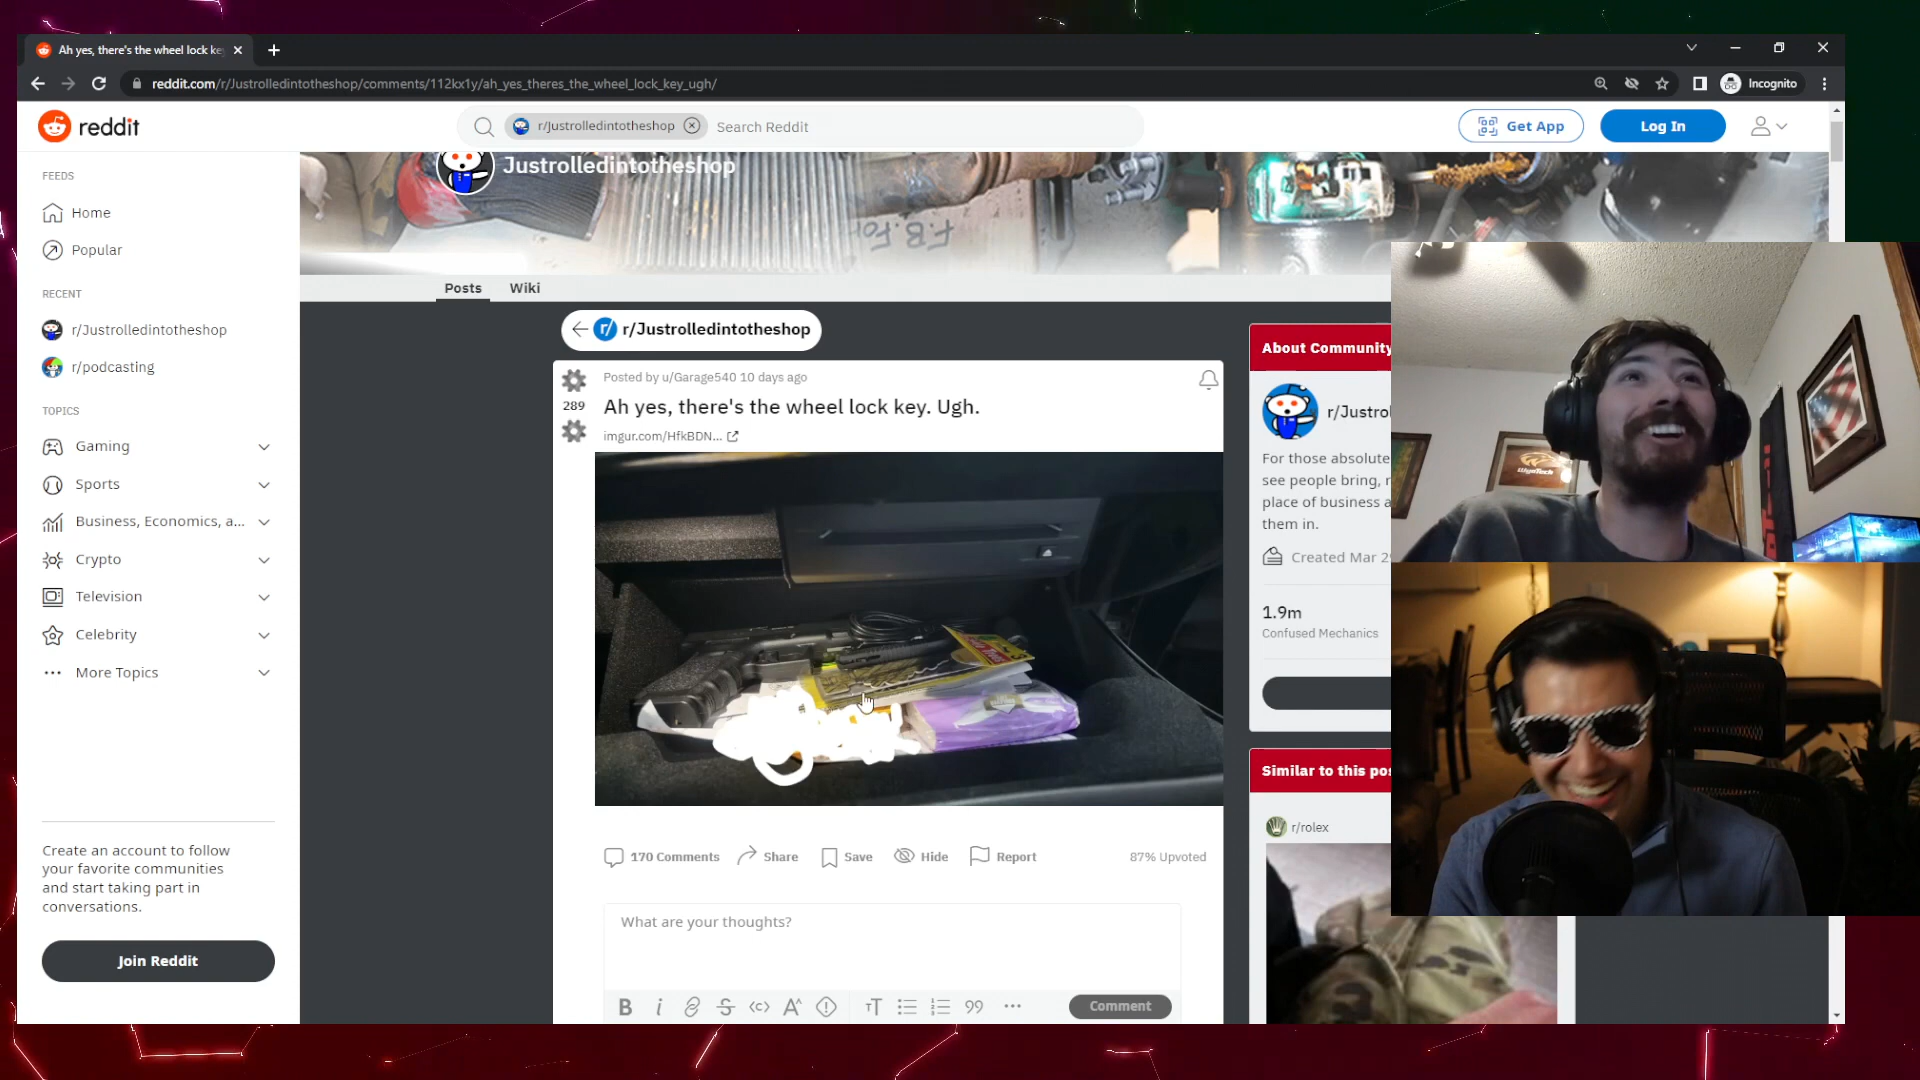 Ah yes, there's the wheel lock ke
reddit.com/r/Justrolledintotheshop/comments/112kx1y/ah_yes_theres_the_wheel_lock_key_ugh/
Incognito
reddit
r/Justrolledintotheshop
Search Reddit
Get App
Log In
FEEDS
Home
Popular
RECENT
r/Justrolledintotheshop
r/podcasting
TOPICS
Gaming
Sports
Business, Economics, a...
Crypto
Television
Celebrity
More Topics
Create an account to follow
your favorite communities
and start taking part in
conversations.
Join Reddit
Justrolledintotheshop
Posts
Wiki
r/ r/Justrolledintotheshop
Posted by u/Garage540 10 days ago
289
Ah yes, there's the wheel lock key. Ugh.
imgur.com/HfkBDN...
170 Comments
Share
Save
Hide
Report
87% Upvoted
What are your thoughts?
Comment
About Community
r/Justrol
For those absolute
see people bring, r
place of business a
them in.
Created Mar 2
1.9m
Confused Mechanics
Similar to this pos
r/rolex
WyoTech